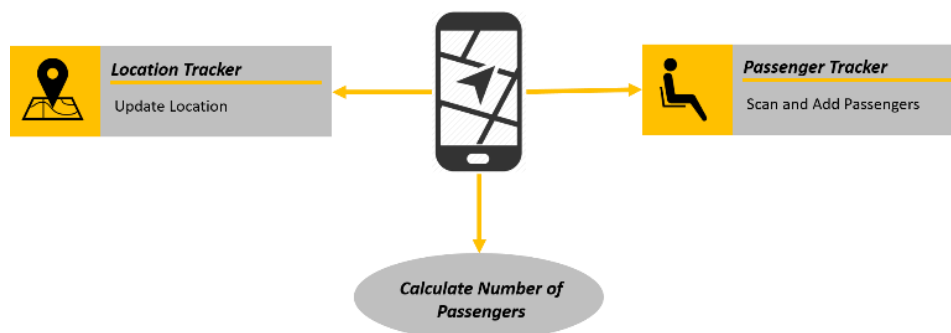 Location Tracker
Update Location
Passenger Tracker
Scan and Add Passengers
Calculate Number of
Passengers